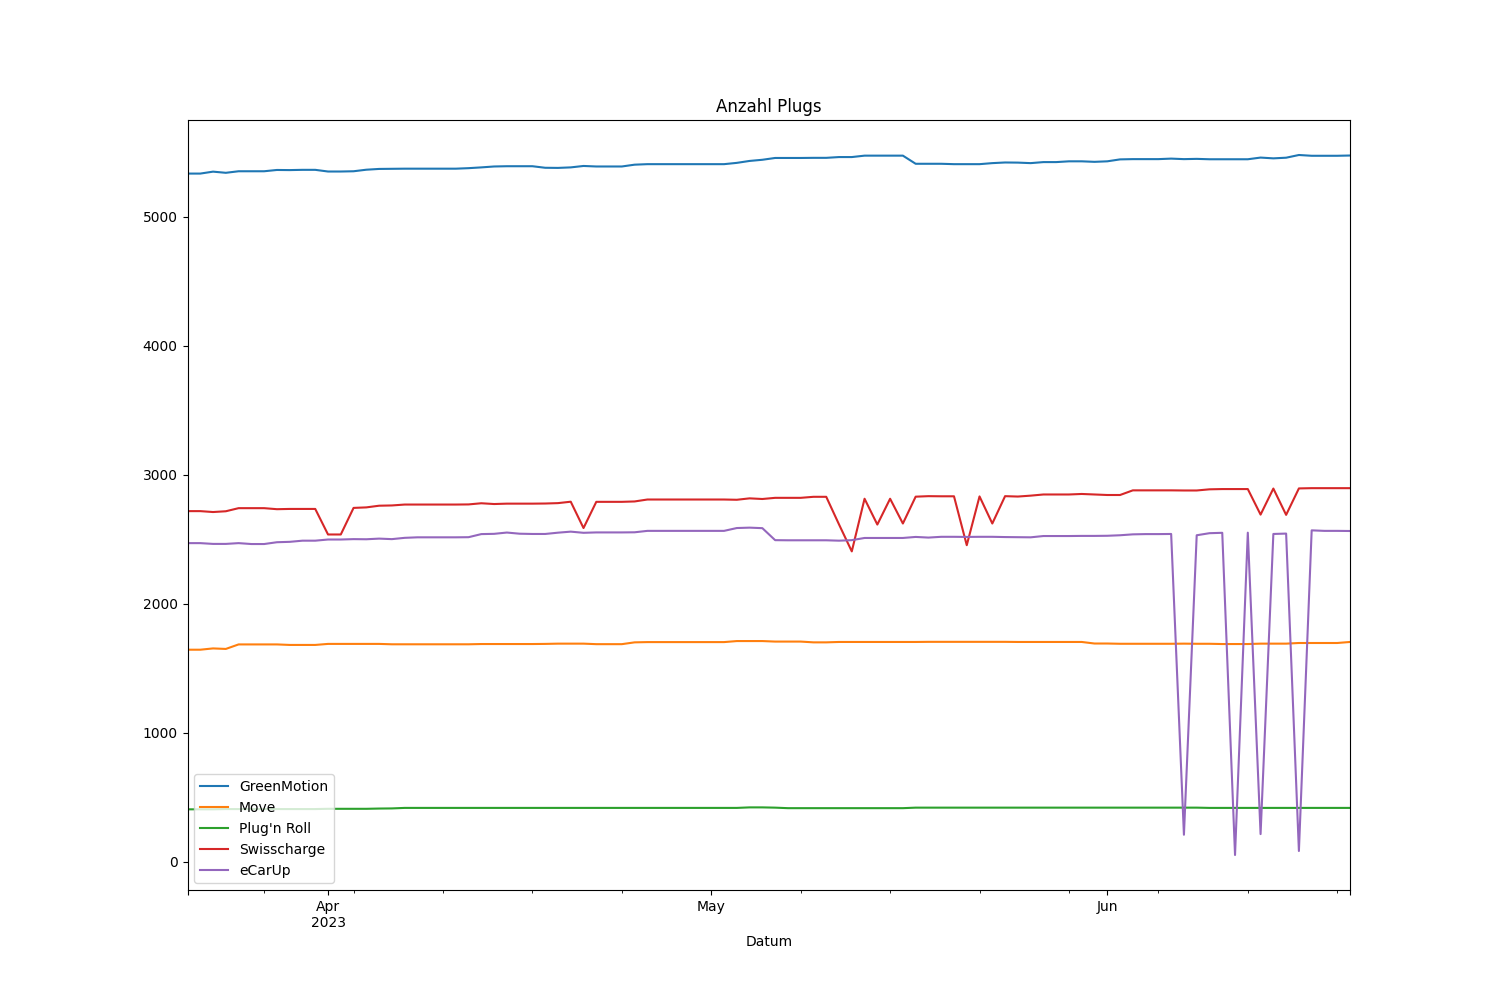 Anzahl Plugs
5000
4000
3000
2000
1000
0
GreenMotion
Move
Plug'n Roll
Swisscharge
eCarUp
Apr
2023
May
Jun
Datum